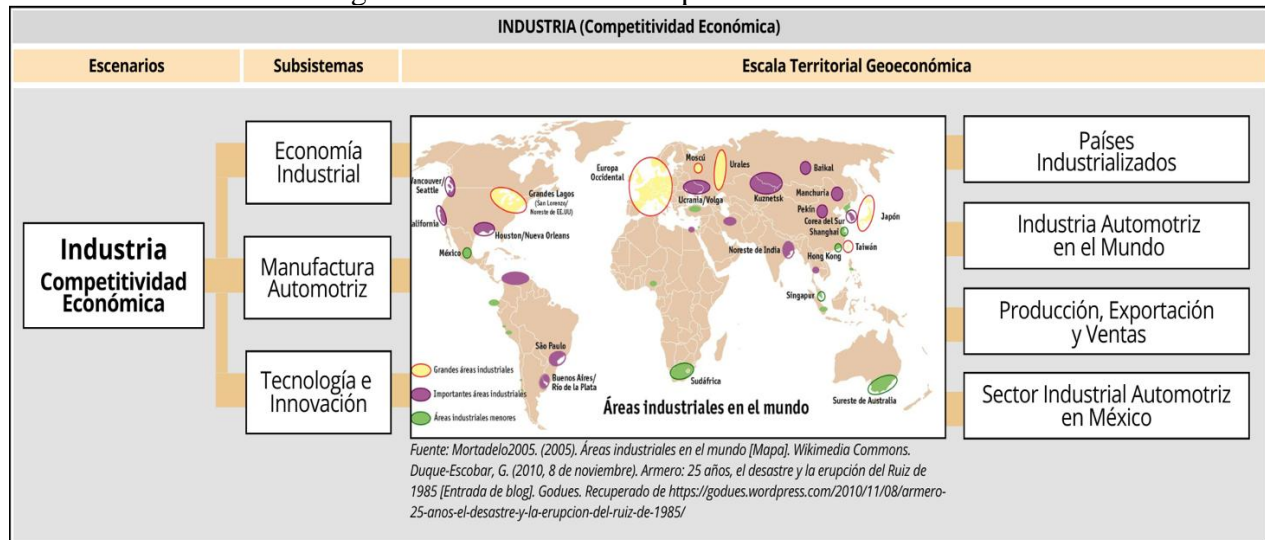 INDUSTRIA (Competitividad Económica)
Escenarios
Subsistemas
Escala Territorial Geoeconómica
Industria
Competitividad
Económica
Economía
Industrial
Manufactura
Automotriz
Tecnología e
Innovación
Vancouver/
Seattle
California
Grandes Lagos
(San Lorenzo/
Noreste de EE.UU)
Houston/Nueva Orleans
México
São Paulo
Buenos Aires/
Río de la Plata
Europa
Occidental
Moscú
Urales
Ucrania/Volga
Kuznetsk
Baikal
Manchuria
Pekín
Corea del Sur
Shanghai
Japón
Taiwán
Hong Kong
Noreste de India
Singapur
Sudáfrica
Sureste de Australia
Grandes áreas industriales
Importantes áreas industriales
Áreas industriales menores
Áreas industriales en el mundo
Fuente: Mortadelo2005. (2005). Áreas industriales en el mundo [Mapa]. Wikimedia Commons.
Duque-Escobar, G. (2010, 8 de noviembre). Armero: 25 años, el desastre y la erupción del Ruiz de
1985 [Entrada de blog]. Godues. Recuperado de https://godues.wordpress.com/2010/11/08/armero-
25-anos-el-desastre-y-la-erupcion-del-ruiz-de-1985/
Países
Industrializados
Industria Automotriz
en el Mundo
Producción, Exportación
y Ventas
Sector Industrial Automotriz
en México